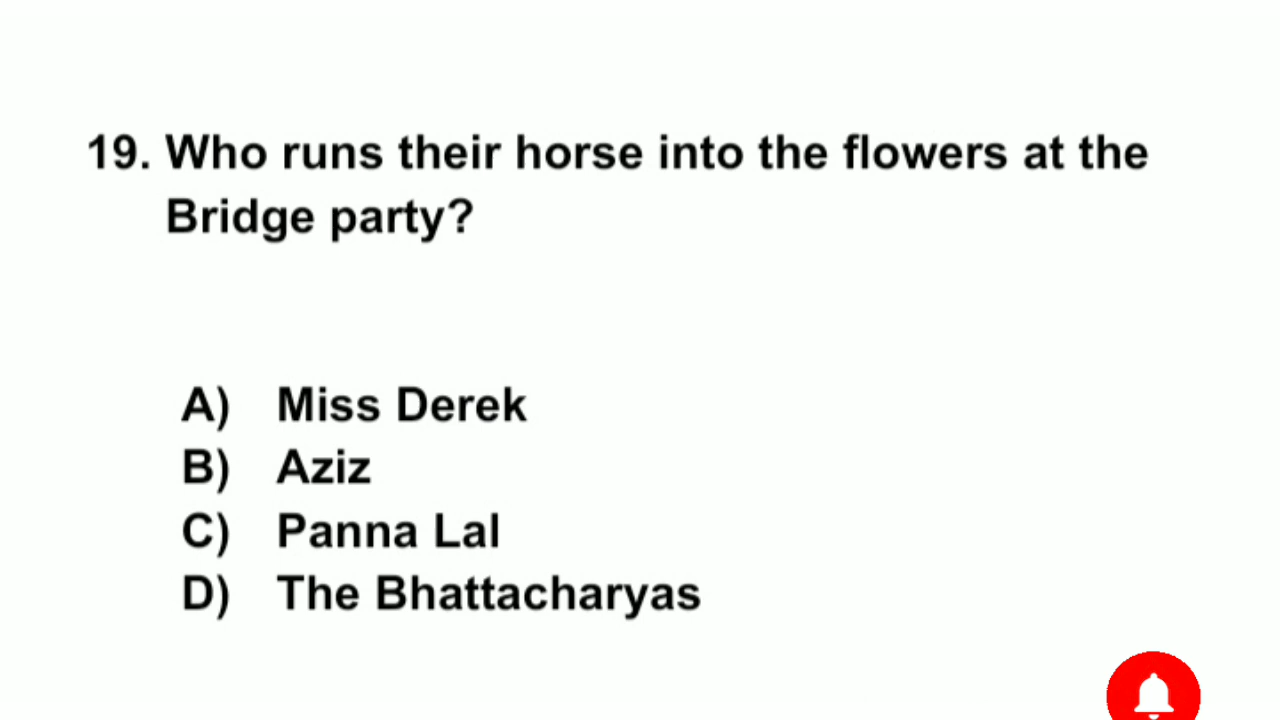 19. Who runs their horse into the flowers at the
Bridge party?
A) Miss Derek
B) Aziz
C) Panna Lal
D) The Bhattacharyas